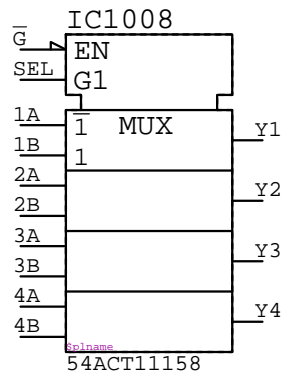 IC1008
G̅ EN
SEL G1
MUX
1A 1̅
1B 1 Y1
2A
2B Y2
3A
3B Y3
4A
4B Y4
$plname
54ACT11158